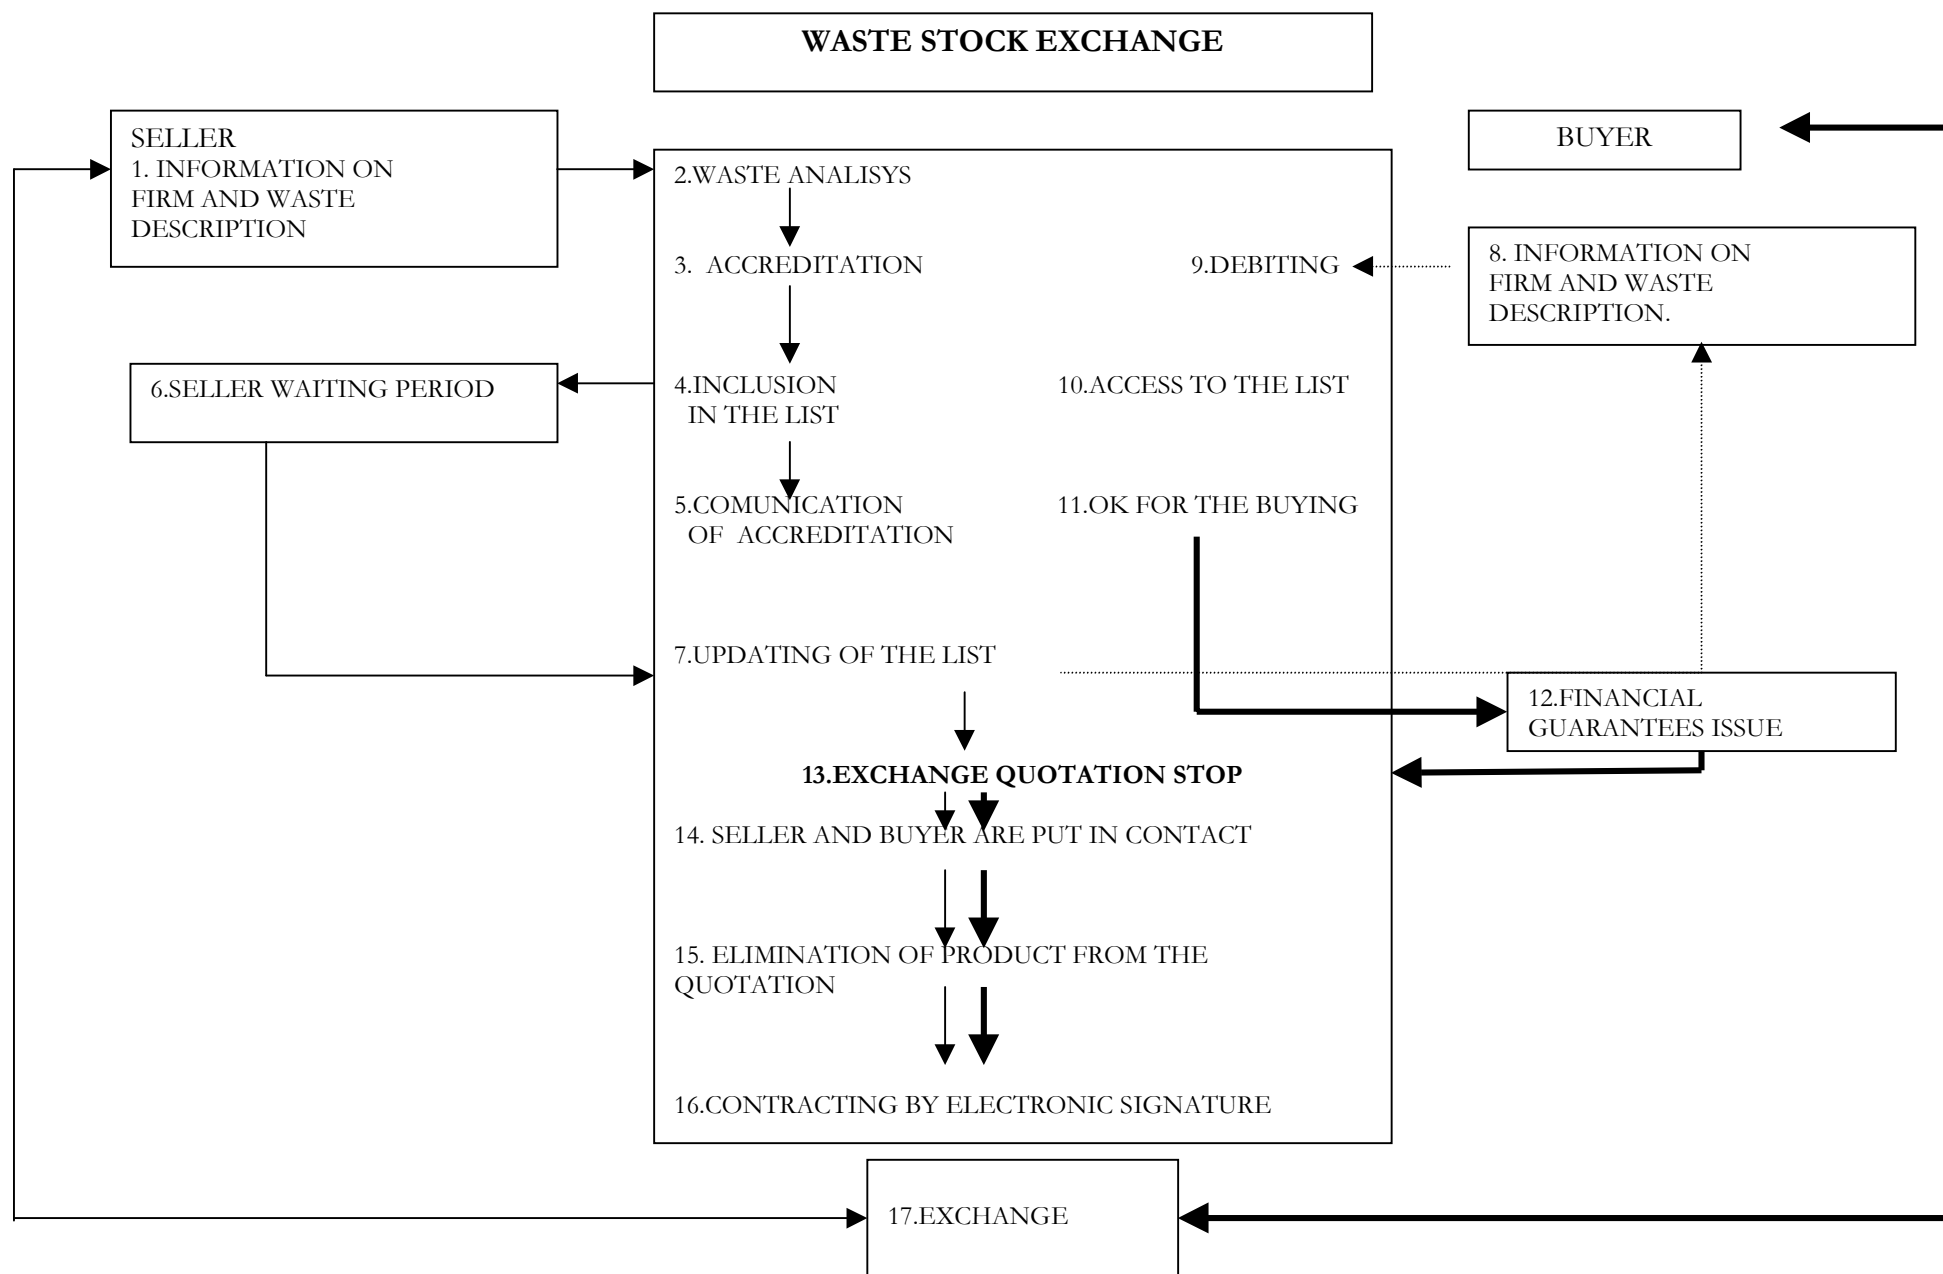 WASTE STOCK EXCHANGE
SELLER
1. INFORMATION ON
FIRM AND WASTE
DESCRIPTION
BUYER
2.WASTE ANALISYS
3. ACCREDITATION
9.DEBITING
8. INFORMATION ON
FIRM AND WASTE
DESCRIPTION.
6.SELLER WAITING PERIOD
4.INCLUSION
IN THE LIST
10.ACCESS TO THE LIST
5.COMUNICATION
OF ACCREDITATION
11.OK FOR THE BUYING
7.UPDATING OF THE LIST
12.FINANCIAL
GUARANTEES ISSUE
13.EXCHANGE QUOTATION STOP
14. SELLER AND BUYER ARE PUT IN CONTACT
15. ELIMINATION OF PRODUCT FROM THE
QUOTATION
16.CONTRACTING BY ELECTRONIC SIGNATURE
17.EXCHANGE